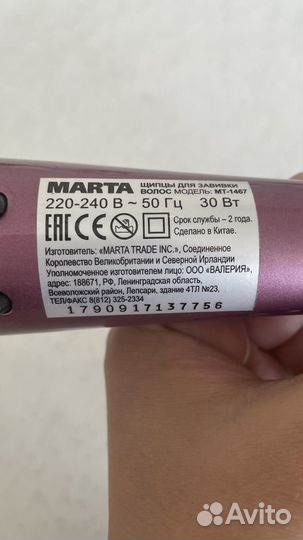 MARTA ЩИПЦЫ ДЛЯ ЗАВИВКИ
ВОЛОС МОДЕЛЬ: MT-1467
220-240 В ~ 50 Гц 30 Вт
EAC CE Срок службы – 2 года.
Сделано в Китае.
Изготовитель: «MARTA TRADE INC.», Соединенное
Королевство Великобритании и Северной Ирландии
Уполномоченное изготовителем лицо: ООО «ВАЛЕРИЯ»,
адрес: 188671, РФ, Ленинградская область,
Всеволожский район, Лепсари, здание 4ТЛ №23,
ТЕЛ/ФАКС 8(812) 325-2334
1790917137756
Avito